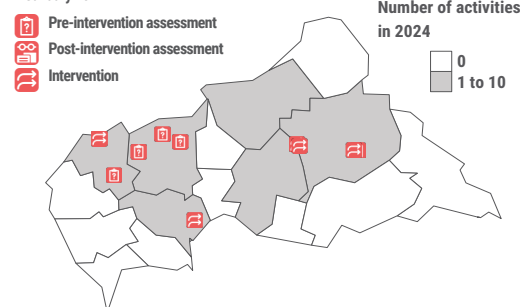 Pre-intervention assessment
Post-intervention assessment
Intervention
Number of activities
in 2024
0
1 to 10